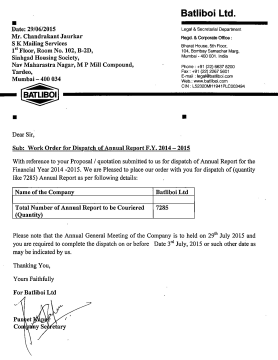 Batliboi Ltd.
Legal & Secretarial Department
Regd. & Corporate Office :
Bharat House, 5th Floor,
104, Bombay Samachar Marg,
Mumbai - 400 001. India
Phone : +91 (22) 6637 8200
Fax : +91 (22) 2267 5601
E-mail : legal@batliboi.com
Web : www.batliboi.com
Date: 29/06/2015
Mr. Chandrakant Jaurkar
S K Mailing Services
1st Floor, Room No. 102, B-2D,
Sinhgad Housing Society,
Nav Maharastra Nagar, M P Mill Compound,
Tardeo,
Mumbai – 400 034
BATLIBOI
Dear Sir,
Sub: Work Order for Dispatch of Annual Report F.Y. 2014 – 2015
With reference to your Proposal / quotation submitted to us for dispatch of Annual Report for the
Financial Year 2014 -2015. We are Pleased to place our order with you for dispatch of (quantity
like 7285) Annual Report as per following details:
Name of the Company Batliboi Ltd
Total Number of Annual Report to be Couriered 7285
(Quantity)
Please note that the Annual General Meeting of the Company is to held on 29th July 2015 and
you are required to complete the dispatch on or before Date 3rd July, 2015 or such other date as
may be indicated by us.
Thanking You,
Yours Faithfully
For Batliboi Ltd
Company Secretary